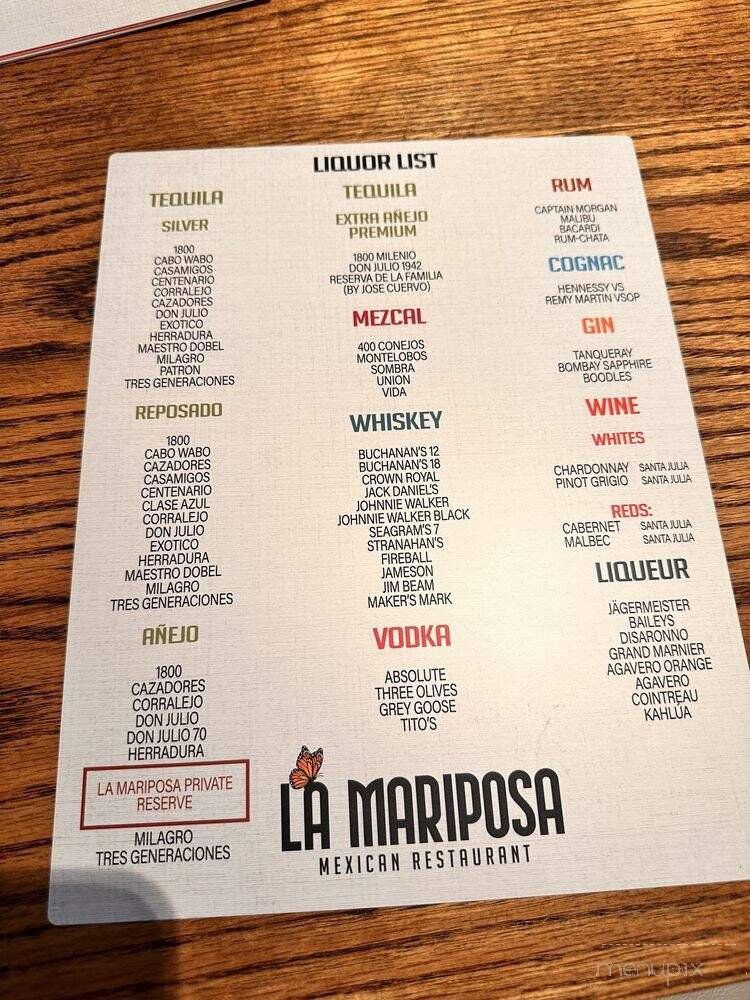 LIQUOR LIST
TEQUILA
SILVER
1800
CABO WABO
CASAMIGOS
CENTENARIO
CORRALEJO
CAZADORES
DON JULIO
EXOTICO
HERRADURA
MAESTRO DOBEL
MILAGRO
PATRON
TRES GENERACIONES
REPOSADO
1800
CABO WABO
CAZADORES
CASAMIGOS
CENTENARIO
CLASE AZUL
CORRALEJO
DON JULIO
EXOTICO
HERRADURA
MAESTRO DOBEL
MILAGRO
TRES GENERACIONES
AÑEJO
1800
CAZADORES
CORRALEJO
DON JULIO
DON JULIO 70
HERRADURA
LA MARIPOSA PRIVATE
RESERVE
MILAGRO
TRES GENERACIONES
TEQUILA
EXTRA AÑEJO
PREMIUM
1800 MILENIO
DON JULIO 1942
RESERVA DE LA FAMILIA
(BY JOSE CUERVO)
MEZCAL
400 CONEJOS
MONTELOBOS
SOMBRA
UNION
VIDA
WHISKEY
BUCHANAN'S 12
BUCHANAN'S 18
CROWN ROYAL
JACK DANIEL'S
JOHNNIE WALKER
JOHNNIE WALKER BLACK
SEAGRAM'S 7
STRANAHAN'S
FIREBALL
JAMESON
JIM BEAM
MAKER'S MARK
VODKA
ABSOLUTE
THREE OLIVES
GREY GOOSE
TITO'S
RUM
CAPTAIN MORGAN
MALIBU
BACARDI
RUM-CHATA
COGNAC
HENNESSY VS
REMY MARTIN VSOP
GIN
TANQUERAY
BOMBAY SAPPHIRE
BOODLES
WINE
WHITES
CHARDONNAY SANTA JULIA
PINOT GRIGIO SANTA JULIA
REDS:
CABERNET SANTA JULIA
MALBEC SANTA JULIA
LIQUEUR
JÄGERMEISTER
BAILEYS
DISARONNO
GRAND MARNIER
AGAVERO ORANGE
AGAVERO
COINTREAU
KAHLÚA
LA MARIPOSA
MEXICAN RESTAURANT
menupix